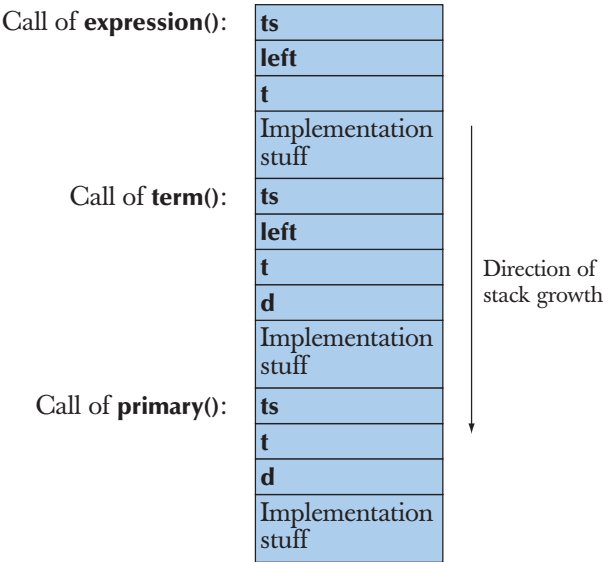 Call of expression():
ts
left
t
Implementation
stuff
Call of term():
ts
left
t
d
Implementation
stuff
Direction of
stack growth
Call of primary():
ts
t
d
Implementation
stuff